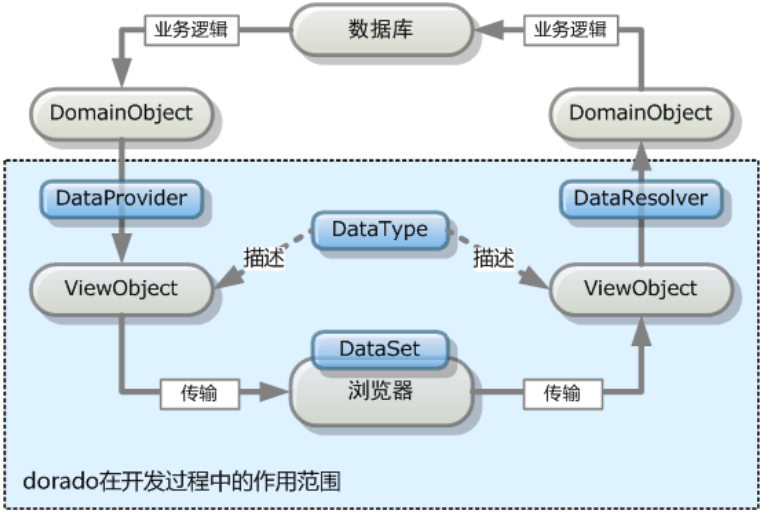 业务逻辑
数据库
业务逻辑
DomainObject
DomainObject
DataProvider
DataType
DataResolver
描述
描述
ViewObject
ViewObject
DataSet
传输
浏览器
传输
dorado在开发过程中的作用范围